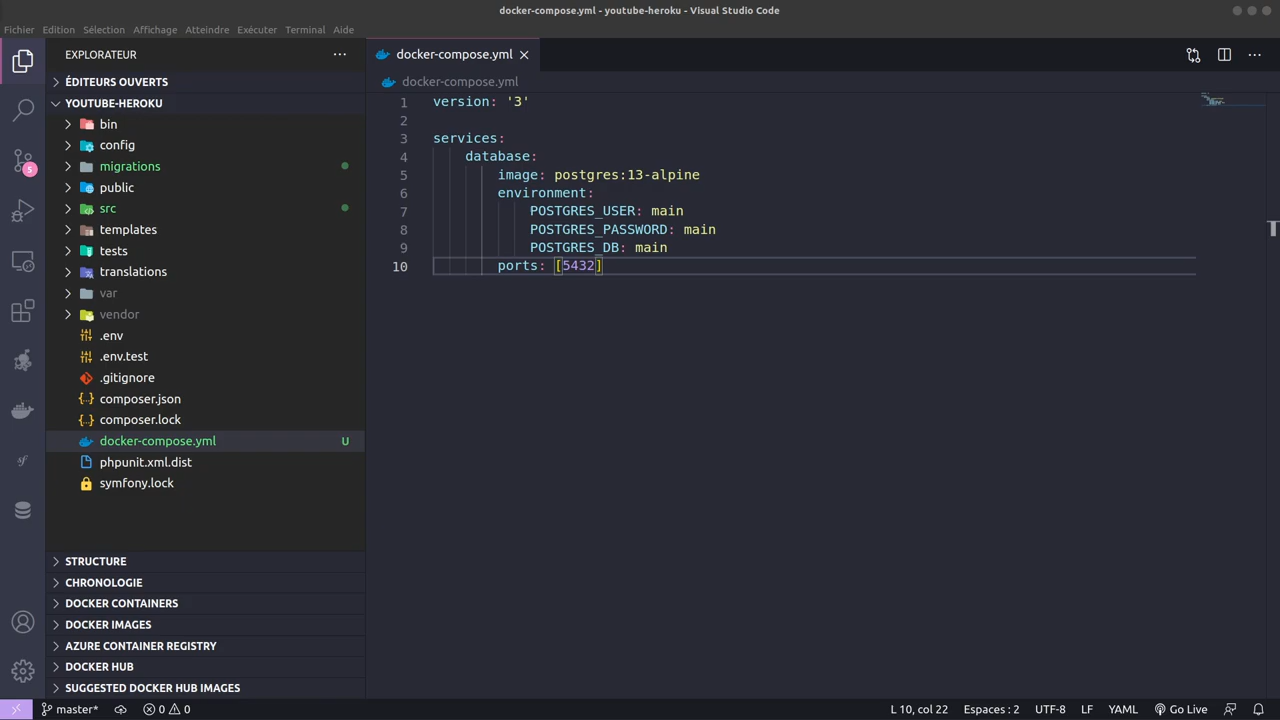 docker-compose.yml - youtube-heroku - Visual Studio Code
Fichier Edition Sélection Affichage Atteindre Exécuter Terminal Aide
EXPLORATEUR
ÉDITEURS OUVERTS
YOUTUBE-HEROKU
bin
config
migrations
public
src
templates
tests
translations
var
vendor
.env
.env.test
.gitignore
composer.json
composer.lock
docker-compose.yml U
phpunit.xml.dist
symfony.lock
STRUCTURE
CHRONOLOGIE
DOCKER CONTAINERS
DOCKER IMAGES
AZURE CONTAINER REGISTRY
DOCKER HUB
SUGGESTED DOCKER HUB IMAGES
5
sf
docker-compose.yml
docker-compose.yml
1 version: '3'
2
3 services:
4 database:
5 image: postgres:13-alpine
6 environment:
7 POSTGRES_USER: main
8 POSTGRES_PASSWORD: main
9 POSTGRES_DB: main
10 ports: [5432]
master* 0 0 L 10, col 22 Espaces : 2 UTF-8 LF YAML Go Live